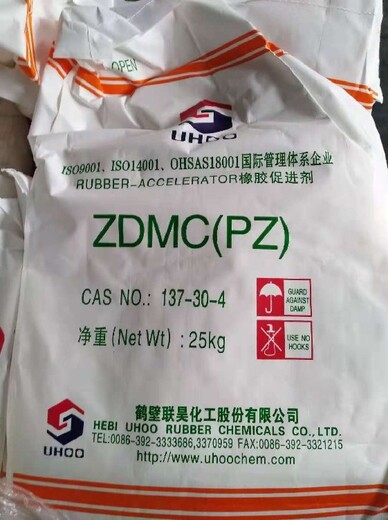 OPEN
UHOO
ISO9001、ISO14001、OHSAS18001国际管理体系企业
RUBBER-ACCELERATOR橡胶促进剂
ZDMC(PZ)
CAS NO.: 137-30-4
GUARD AGAINST DAMP
净重(Net Wt) : 25kg
USE NO HOOKS
鹤壁联昊化工股份有限公司
HEBI UHOO RUBBER CHEMICALS CO.,LTD.
UHOO
TEL:0086-392-3333686,3370959 FAX:0086-392-3321215
http://www.uhoochem.com